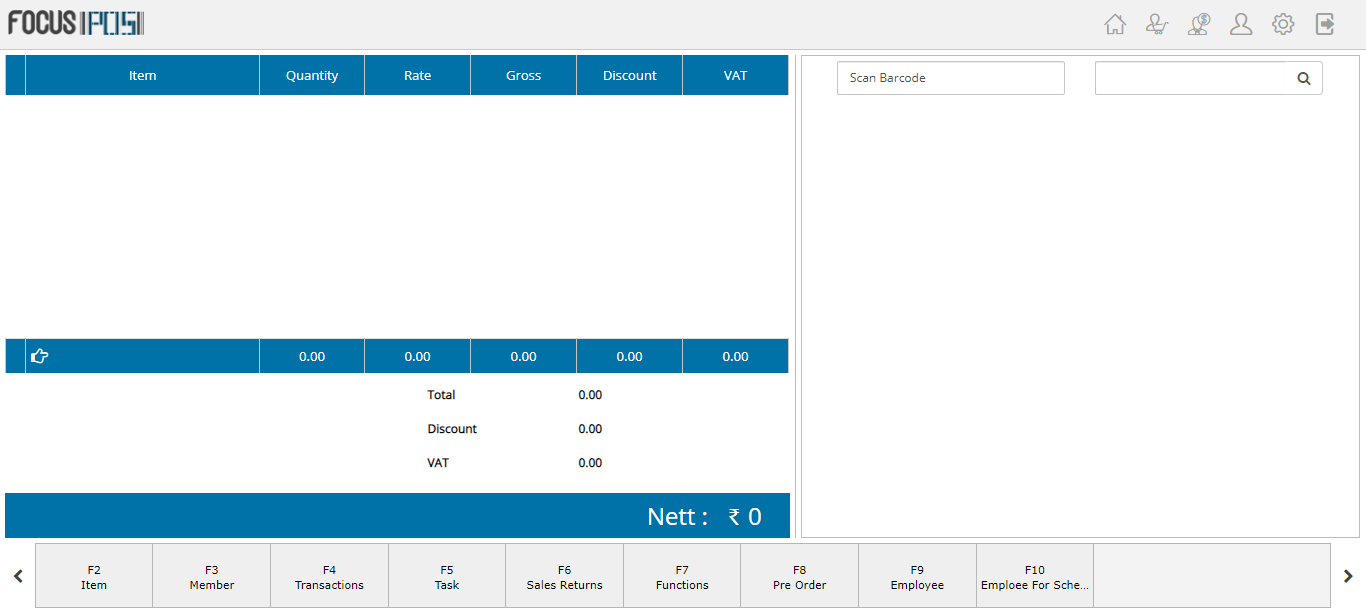 FOCUS POS
Item Quantity Rate Gross Discount VAT
Scan Barcode
0.00 0.00 0.00 0.00 0.00
Total 0.00
Discount 0.00
VAT 0.00
Nett : ₹ 0
F2 F3 F4 F5 F6 F7 F8 F9 F10
Item Member Transactions Task Sales Returns Functions Pre Order Employee Emploee For Sche...